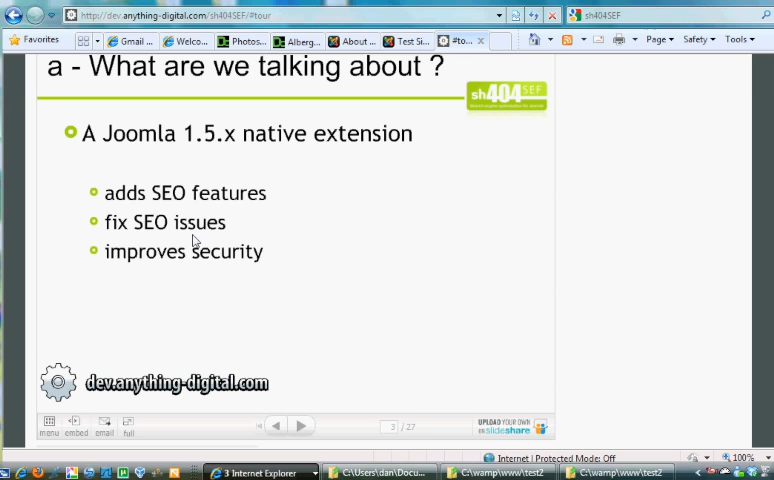 http://dev.anything-digital.com/sh404SEF/#tour
sh404SEF
Favorites
Gmail ...
Welco...
Photos...
Alberg...
About ...
Test Si...
#to...
Page
Safety
Tools
a - What are we talking about ?
sh404SEF
A Joomla 1.5.x native extension
adds SEO features
fix SEO issues
improves security
dev.anything-digital.com
menu embed email full
3 / 27
UPLOAD YOUR OWN
on slideshare
Internet | Protected Mode: Off
100%
3 Internet Explorer
C:\Users\dan\Docu...
C:\wamp\www\test2
C:\wamp\www\test2